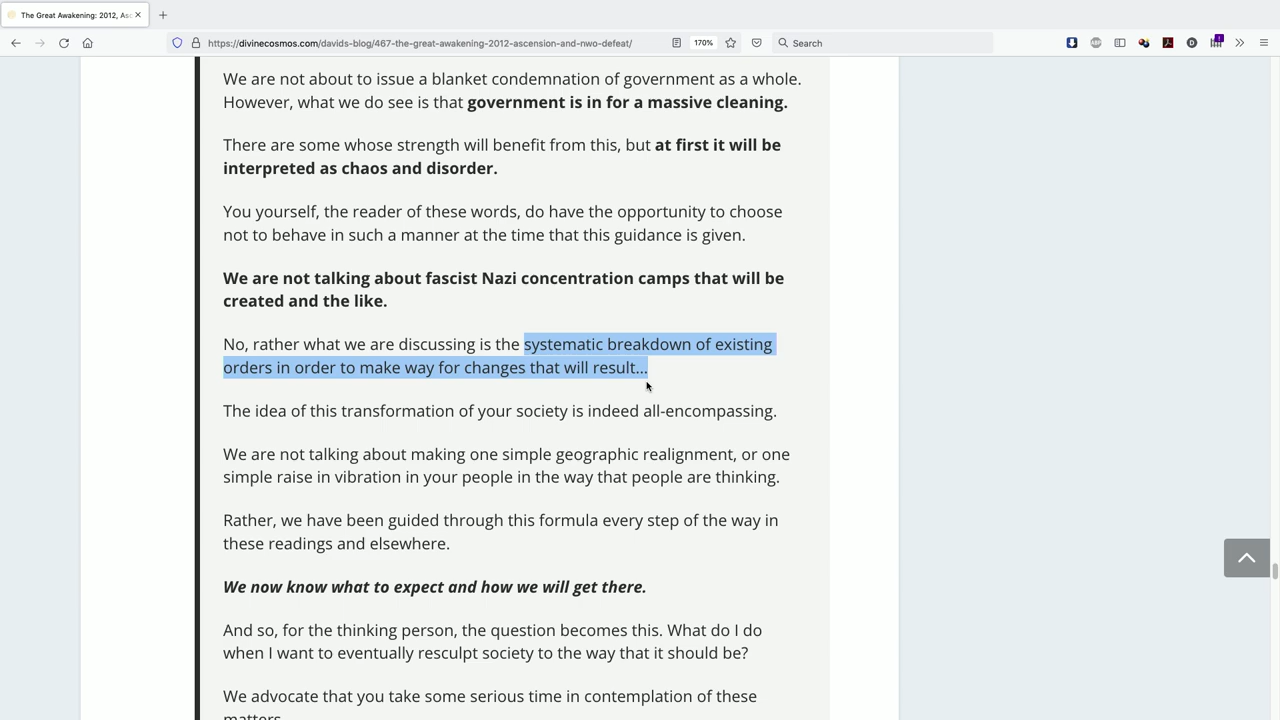 The Great Awakening: 2012, As
https://divinecosmos.com/davids-blog/467-the-great-awakening-2012-ascension-and-nwo-defeat/
170%
Search
We are not about to issue a blanket condemnation of government as a whole.
However, what we do see is that government is in for a massive cleaning.
There are some whose strength will benefit from this, but at first it will be
interpreted as chaos and disorder.
You yourself, the reader of these words, do have the opportunity to choose
not to behave in such a manner at the time that this guidance is given.
We are not talking about fascist Nazi concentration camps that will be
created and the like.
No, rather what we are discussing is the systematic breakdown of existing
orders in order to make way for changes that will result…
The idea of this transformation of your society is indeed all-encompassing.
We are not talking about making one simple geographic realignment, or one
simple raise in vibration in your people in the way that people are thinking.
Rather, we have been guided through this formula every step of the way in
these readings and elsewhere.
We now know what to expect and how we will get there.
And so, for the thinking person, the question becomes this. What do I do
when I want to eventually resculpt society to the way that it should be?
We advocate that you take some serious time in contemplation of these
matters.